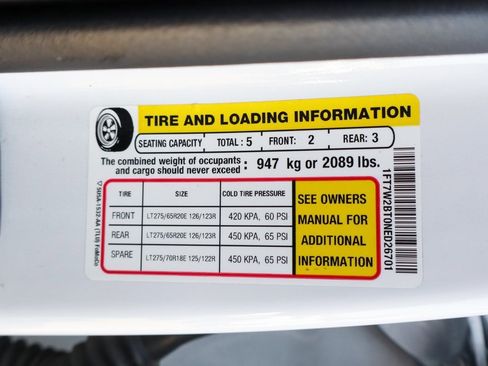 TIRE AND LOADING INFORMATION
SEATING CAPACITY TOTAL: 5 FRONT: 2 REAR: 3
The combined weight of occupants and cargo should never exceed : 947 kg or 2089 lbs.
TIRE SIZE COLD TIRE PRESSURE
FRONT LT275/65R20E 126/123R 420 KPA, 60 PSI
REAR LT275/65R20E 126/123R 450 KPA, 65 PSI
SPARE LT275/70R18E 125/122R 450 KPA, 65 PSI
SEE OWNERS
MANUAL FOR
ADDITIONAL
INFORMATION
1FT7W2BT0NED26701